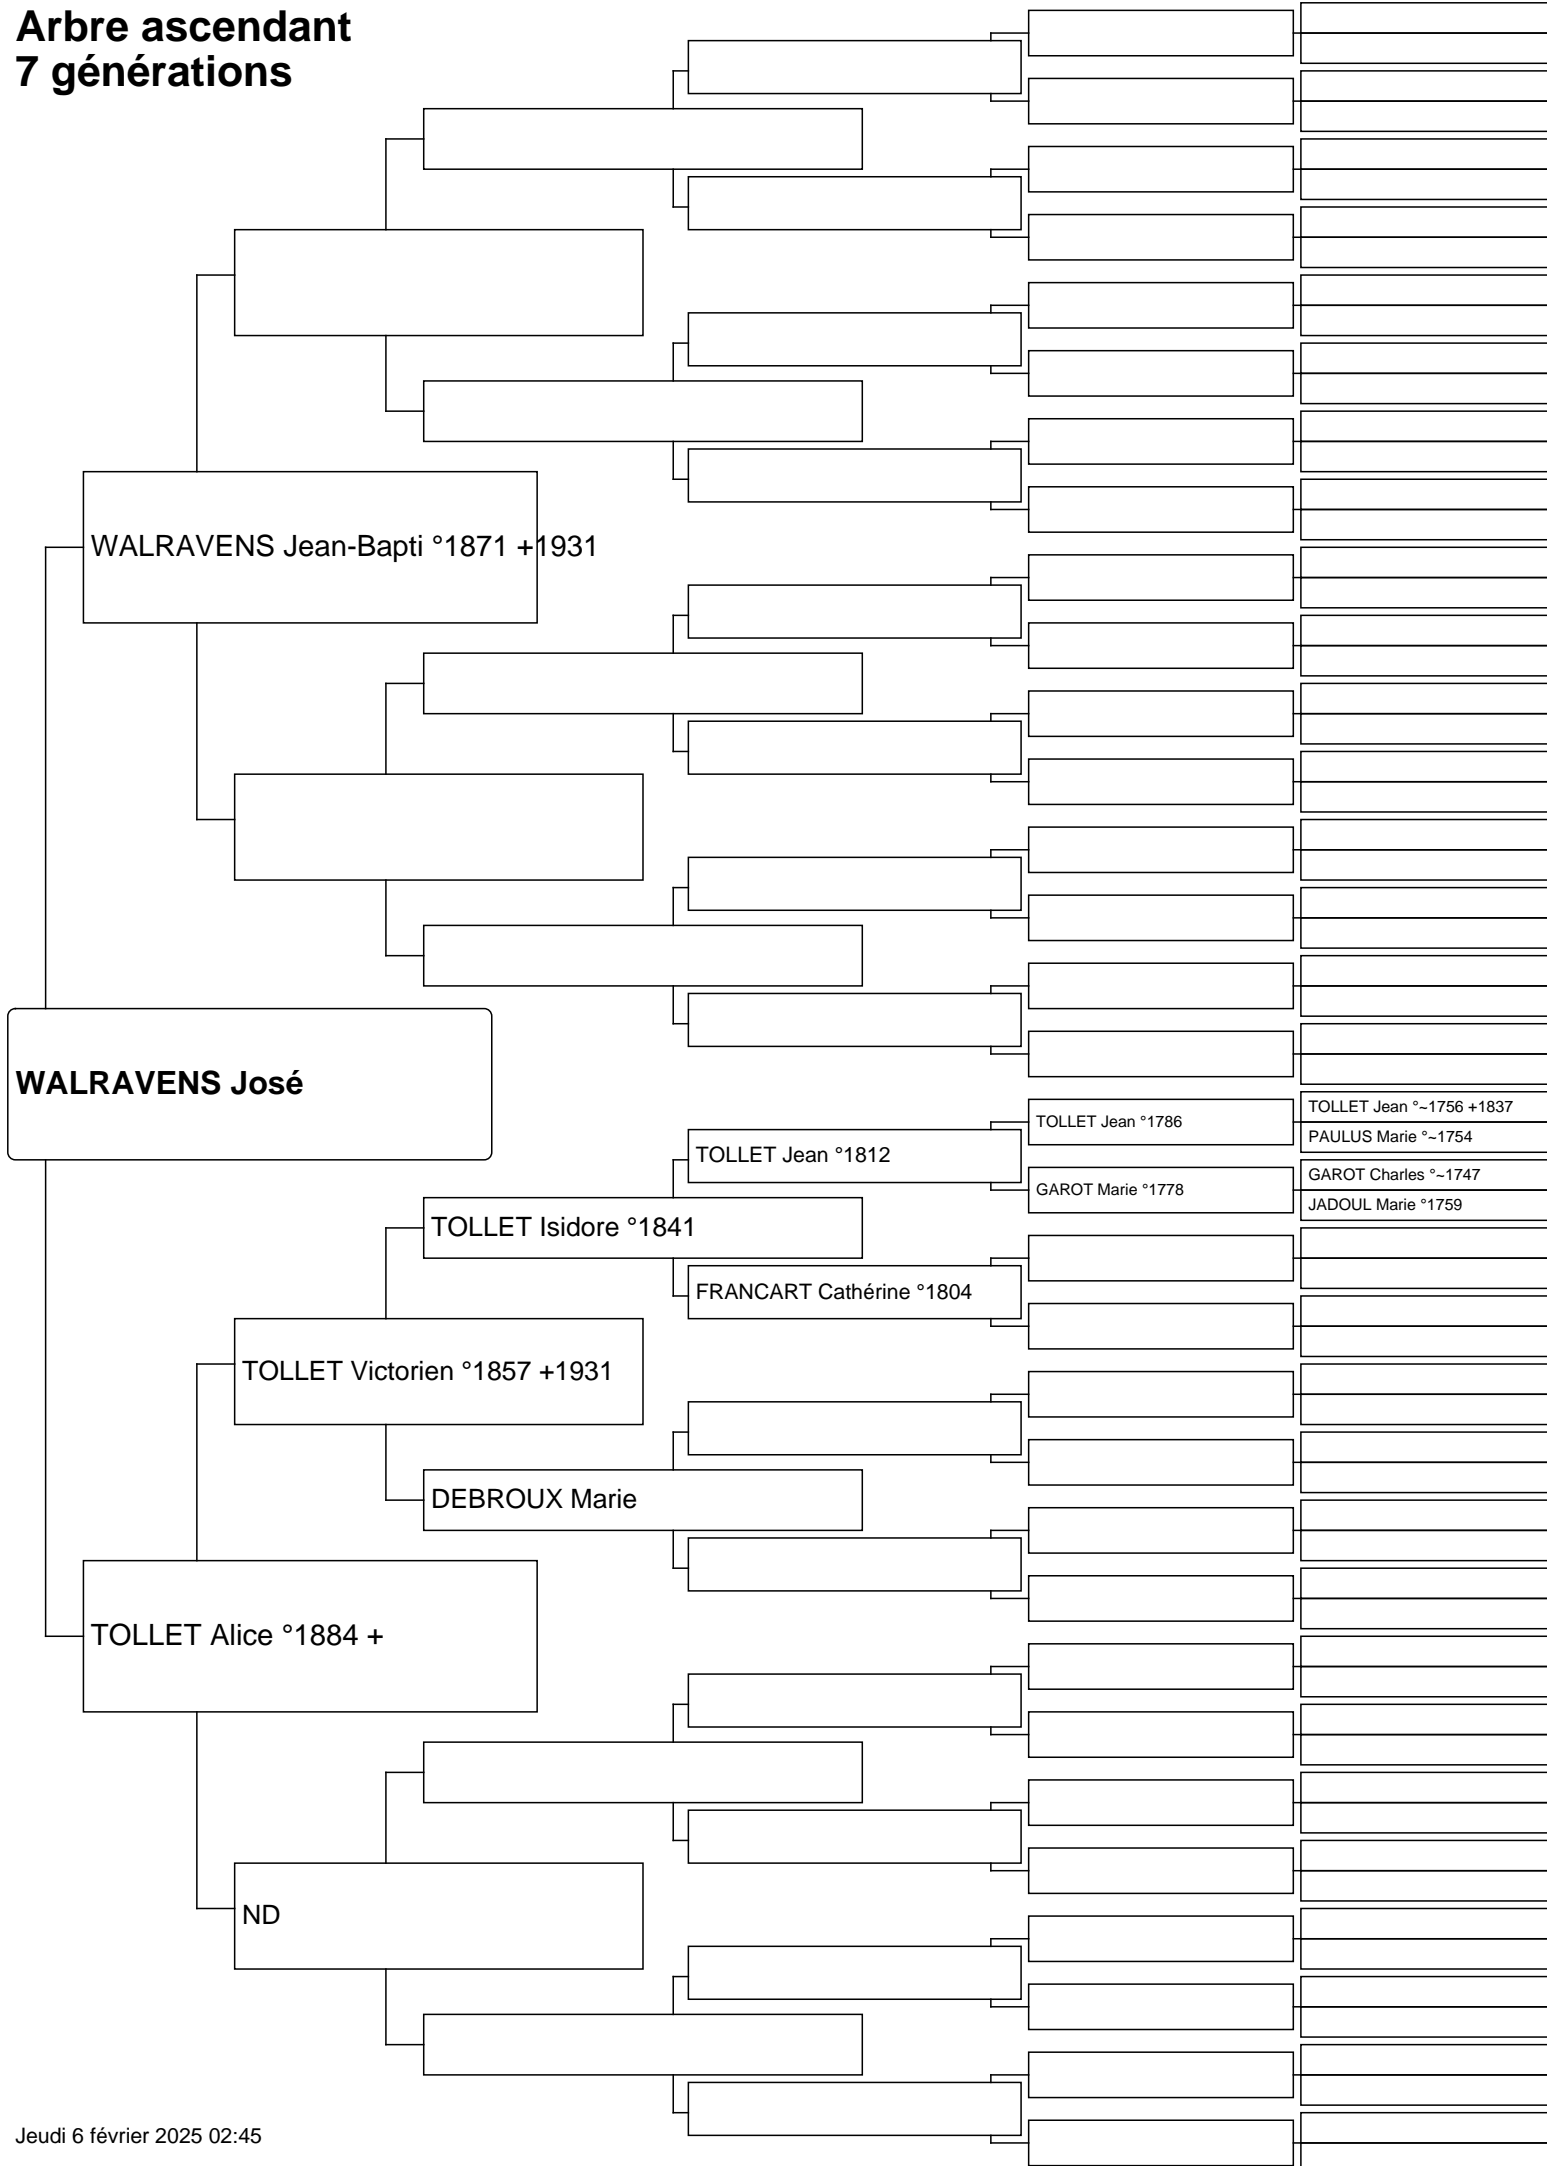 Arbre ascendant
7 générations
WALRAVENS Jean-Bapti °1871 +1931
WALRAVENS José
TOLLET Jean °1786
TOLLET Jean °~1756 +1837
PAULUS Marie °~1754
TOLLET Jean °1812
GAROT Marie °1778
GAROT Charles °~1747
JADOUL Marie °1759
TOLLET Isidore °1841
FRANCART Cathérine °1804
TOLLET Victorien °1857 +1931
DEBROUX Marie
TOLLET Alice °1884 +
ND
Jeudi 6 février 2025 02:45